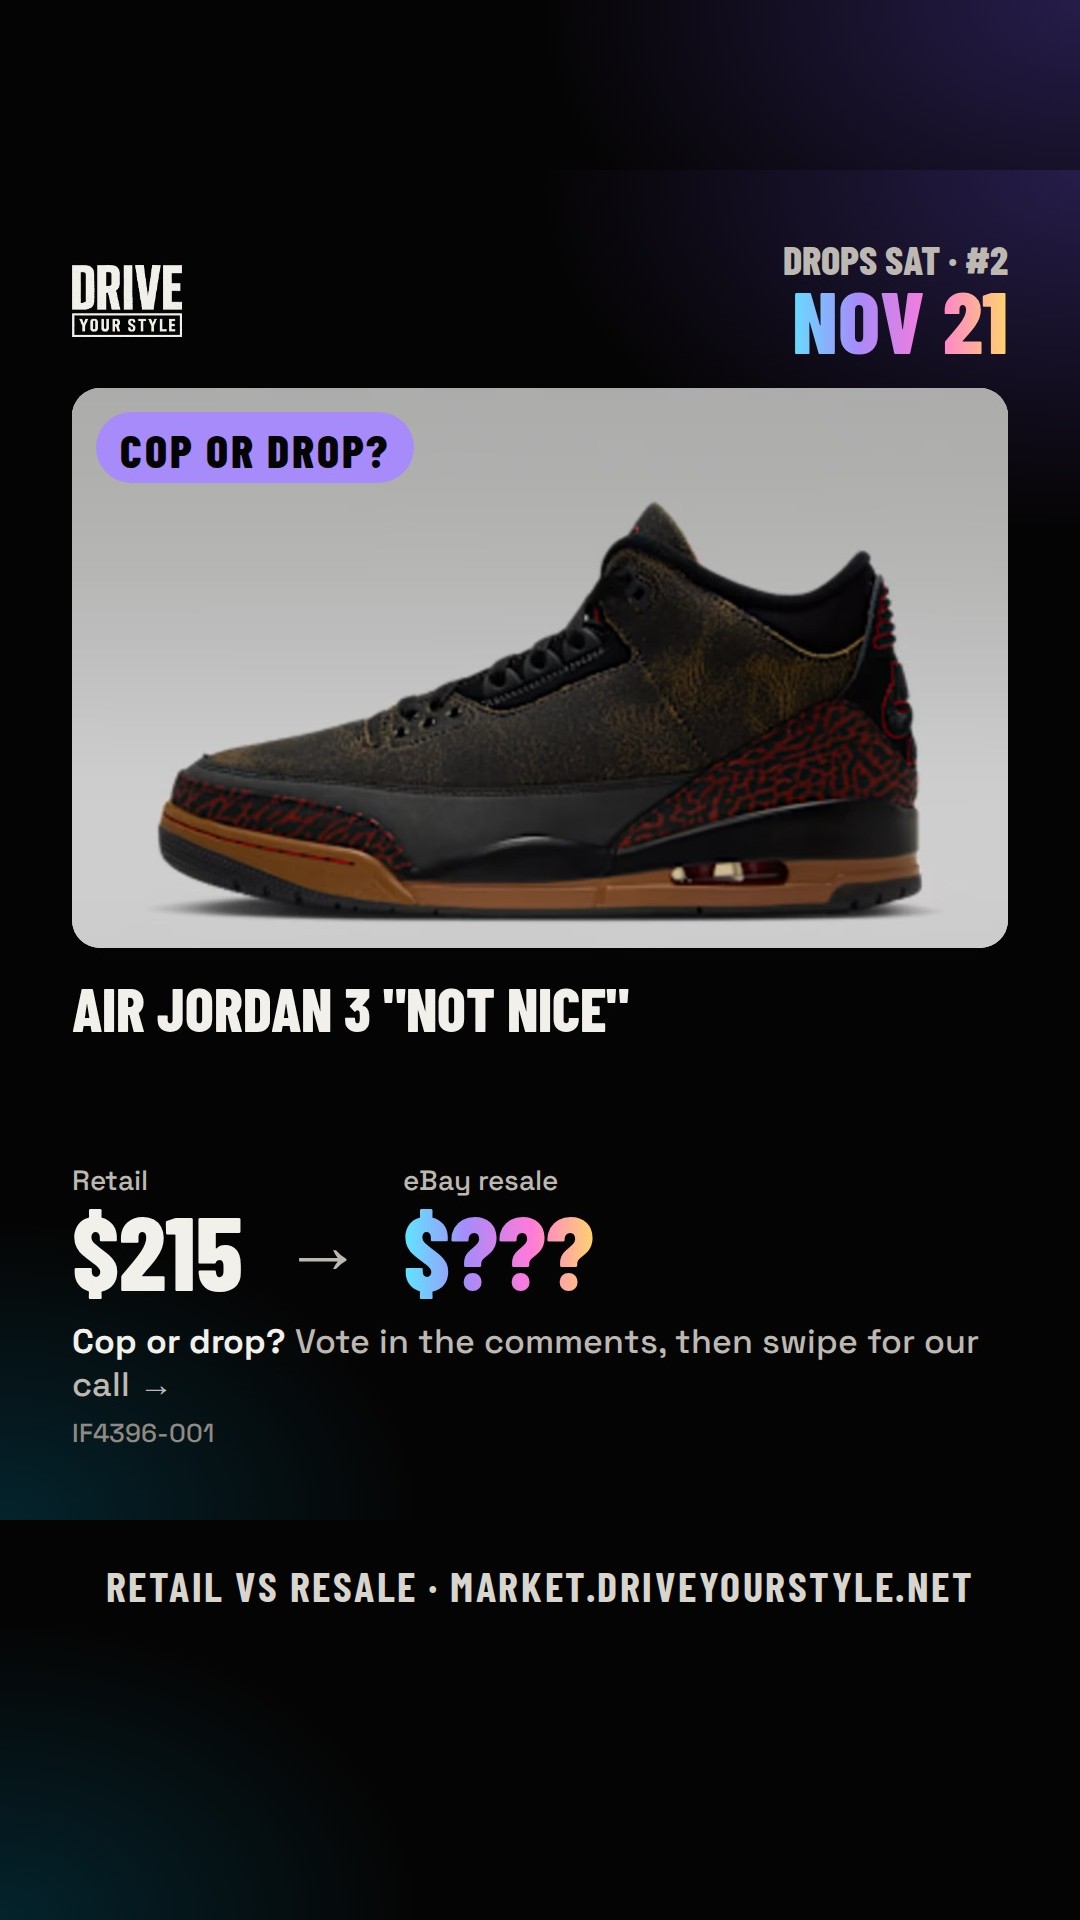 DRIVE
YOUR STYLE
DROPS SAT · #2
NOV 21
COP OR DROP?
AIR JORDAN 3 "NOT NICE"
Retail
eBay resale
$215 → $???
Cop or drop? Vote in the comments, then swipe for our
call →
IF4396-001
RETAIL VS RESALE · MARKET.DRIVEYOURSTYLE.NET